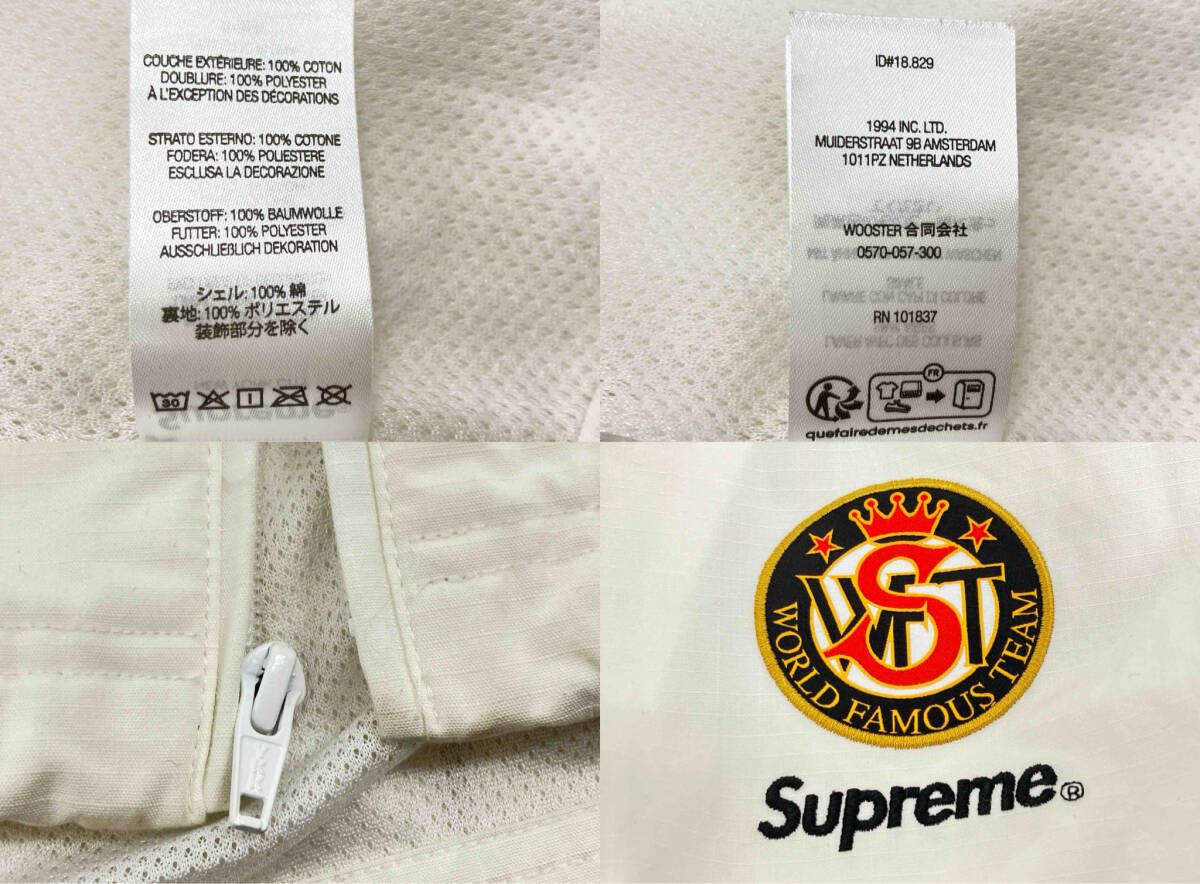 COUCHE EXTÉRIEURE: 100% COTON
DOUBLURE: 100% POLYESTER
À L'EXCEPTION DES DÉCORATIONS
STRATO ESTERNO: 100% COTONE
FODERA: 100% POLIESTERE
ESCLUSA LA DECORAZIONE
OBERSTOFF: 100% BAUMWOLLE
FUTTER: 100% POLYESTER
AUSSCHLIEßLICH DEKORATION
シェル: 100% 綿
裏地: 100% ポリエステル
装飾部分を除く
30
Supreme
ID#18.829
1994 INC. LTD.
MUIDERSTRAAT 9B AMSTERDAM
1011PZ NETHERLANDS
WOOSTER 合同会社
0570-057-300
RN 101837
FR
quefairedemesdechets.fr
YKK
S
WFT
WORLD FAMOUS TEAM
Supreme®